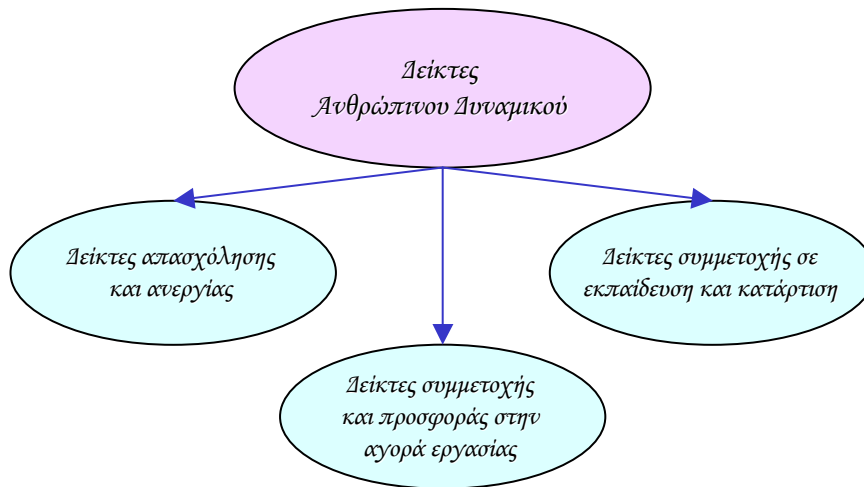 Δείκτες
Ανθρώπινου Δυναμικού
Δείκτες απασχόλησης
και ανεργίας
Δείκτες συμμετοχής σε
εκπαίδευση και κατάρτιση
Δείκτες συμμετοχής
και προσφοράς στην
αγορά εργασίας